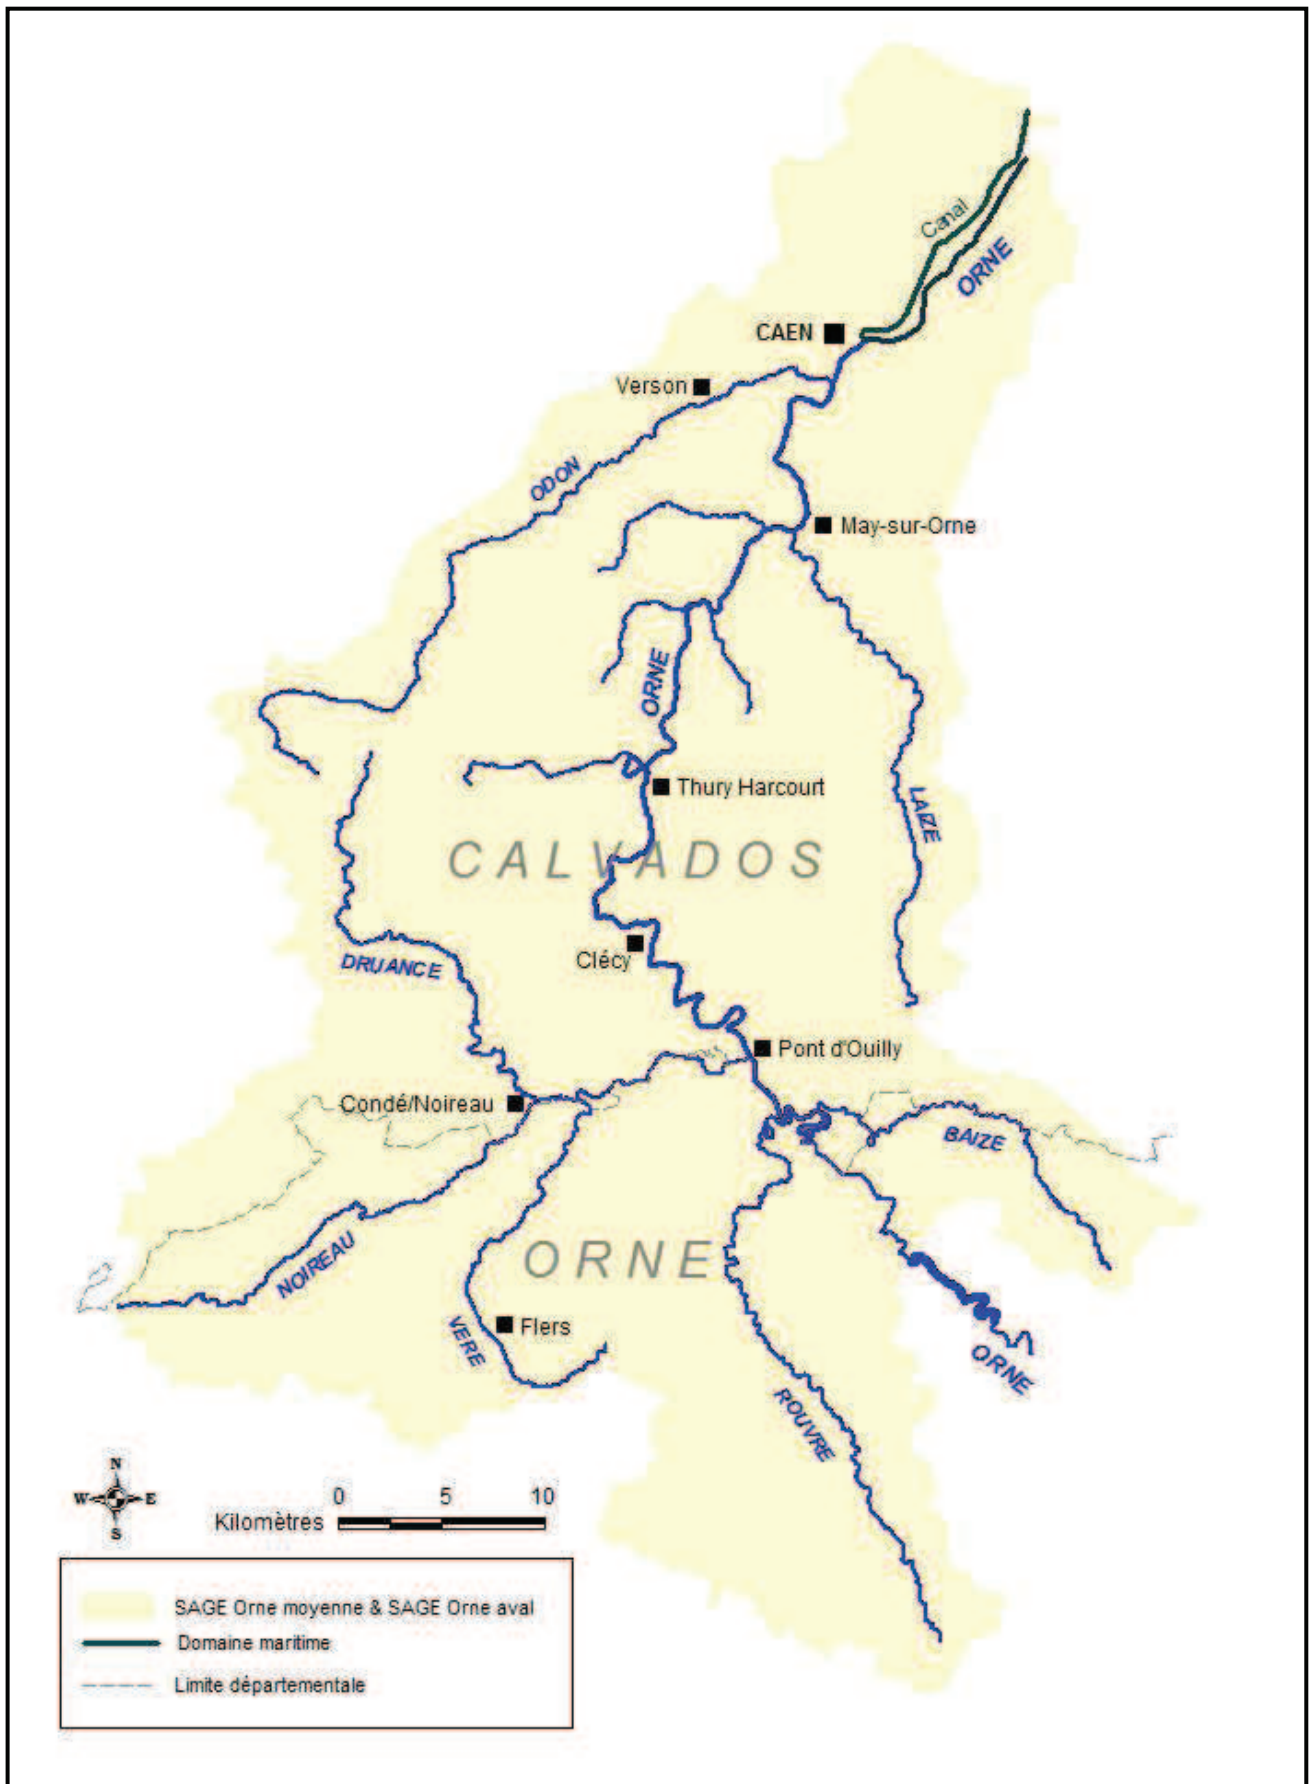 Canal
ORNE
CAEN
Verson
ODON
May-sur-Orne
ORNE
Thury Harcourt
LAIZE
CALVADOS
Clécy
DRUANCE
Pont d'Ouilly
Condé/Noireau
BAIZE
ORNE
NOIREAU
VERE
Flers
ORNE
ROUVRE
N
W E
S
0 5 10
Kilomètres
SAGE Orne moyenne & SAGE Orne aval
Domaine maritime
Limite départementale